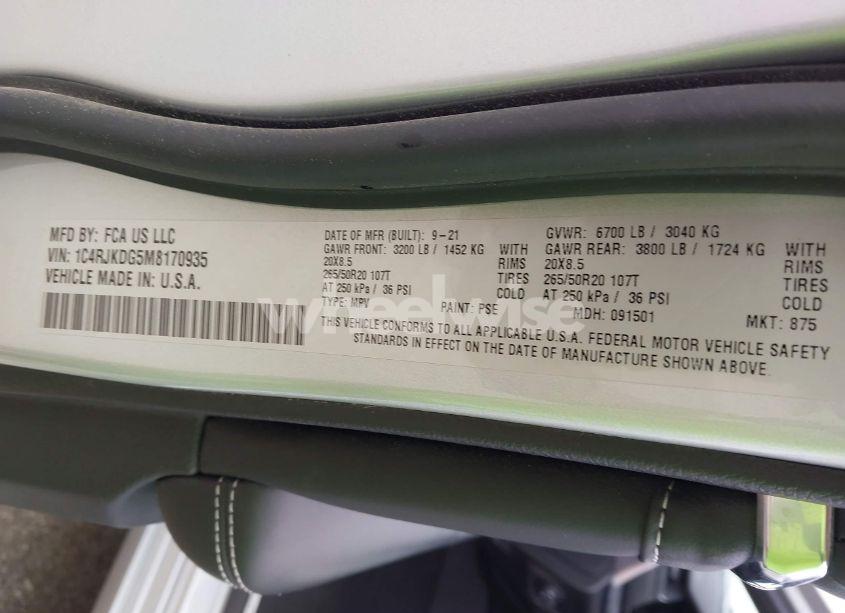 MFD BY: FCA US LLC
VIN: 1C4RJKDG5M8170935
VEHICLE MADE IN U.S.A.
DATE OF MFR (BUILT): 9-21
GAWR FRONT: 3200 LB / 1452 KG WITH
20X8.5 RIMS
265/50R20 107T TIRES
AT 250 kPa / 36 PSI COLD
TYPE: MPV PAINT: PSE
GVWR: 6700 LB / 3040 KG
GAWR REAR: 3800 LB / 1724 KG WITH
20X8.5 RIMS
265/50R20 107T TIRES
AT 250 kPa / 36 PSI COLD
MDH: 091501 MKT: 875
THIS VEHICLE CONFORMS TO ALL APPLICABLE U.S.A. FEDERAL MOTOR VEHICLE SAFETY
STANDARDS IN EFFECT ON THE DATE OF MANUFACTURE SHOWN ABOVE.
wheelwise